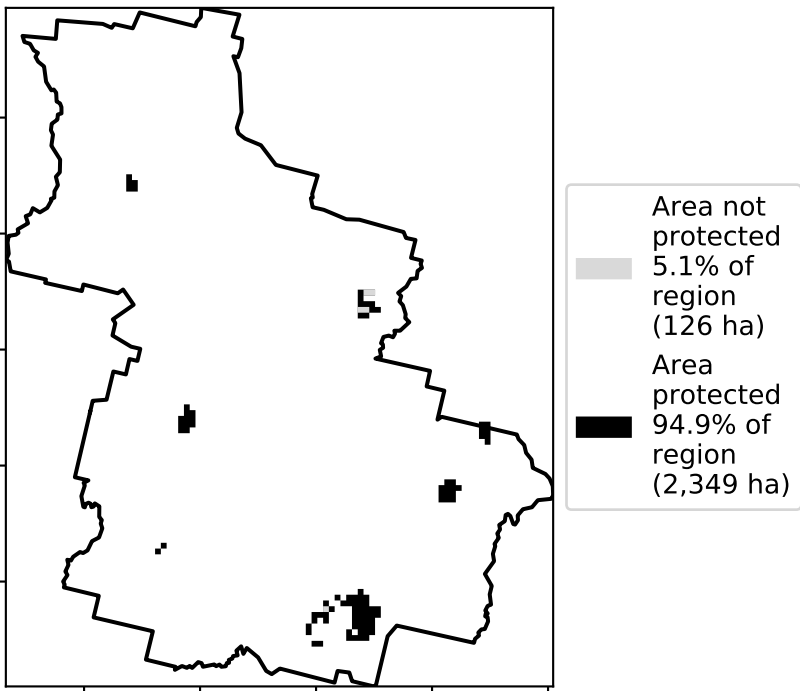 Area not
protected
5.1% of
region
(126 ha)
Area
protected
94.9% of
region
(2,349 ha)